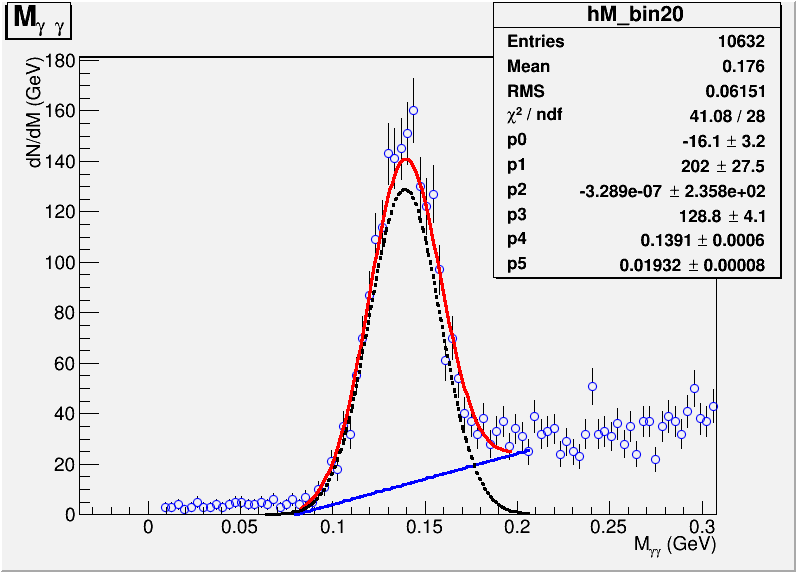 M γ γ
hM_bin20
Entries 10632
Mean 0.176
RMS 0.06151
χ² / ndf 41.08 / 28
p0 -16.1 ± 3.2
p1 202 ± 27.5
p2 -3.289e-07 ± 2.358e+02
p3 128.8 ± 4.1
p4 0.1391 ± 0.0006
p5 0.01932 ± 0.00008
dN/dM (GeV)
180
160
140
120
100
80
60
40
20
0
0 0.05 0.1 0.15 0.2 0.25 0.3
Mγγ (GeV)